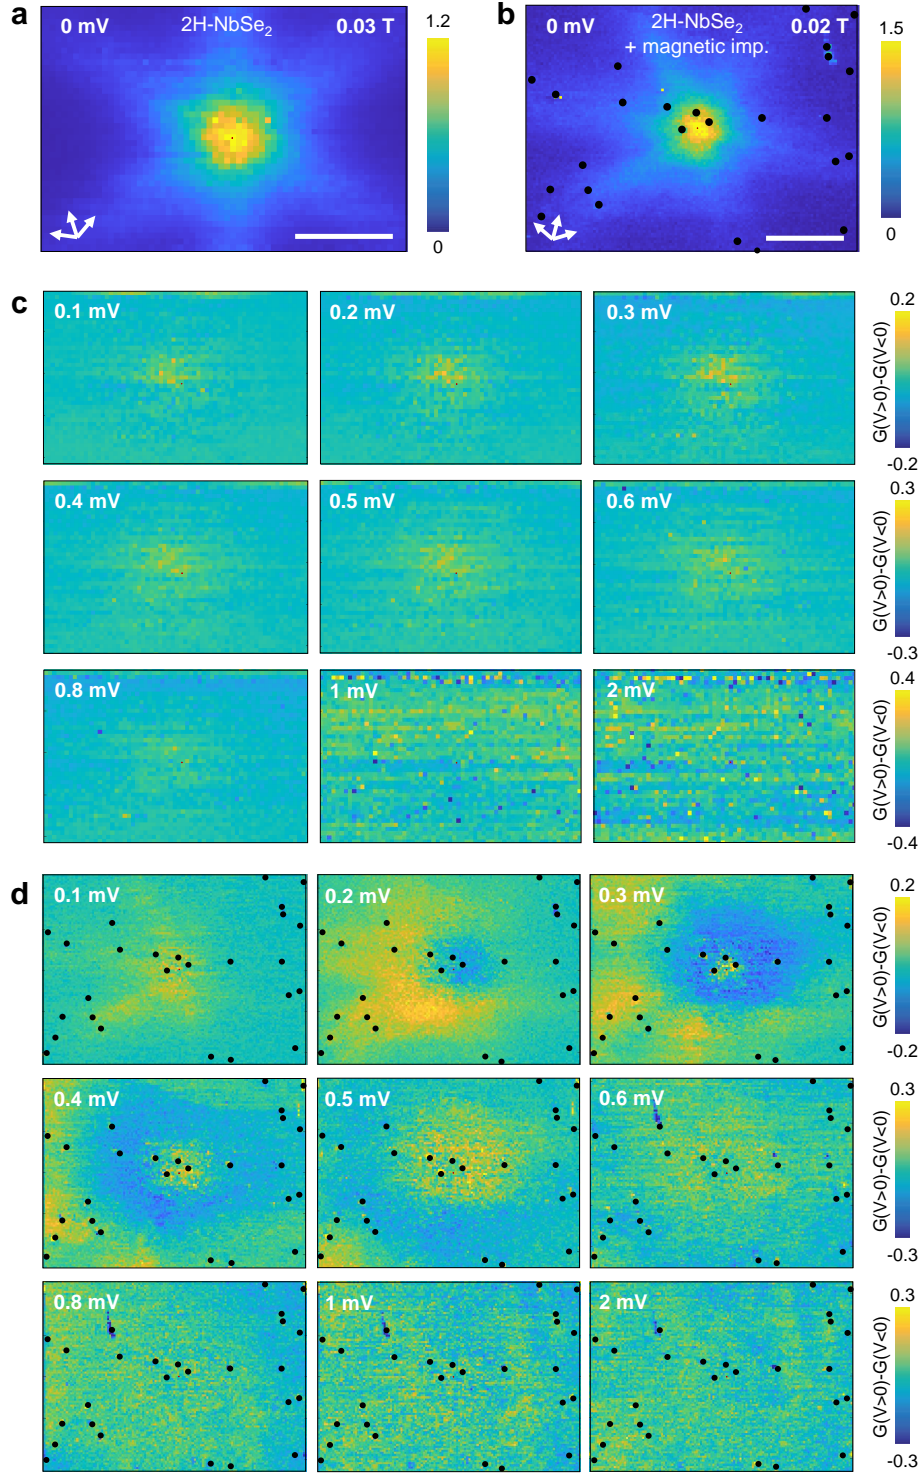 a
0 mV
2H-NbSe₂
0.03 T
1.2
0
b
0 mV
2H-NbSe₂
+ magnetic imp.
0.02 T
1.5
0
c
0.1 mV
0.2 mV
0.3 mV
0.2
G(V>0)-G(V<0)
-0.2
0.4 mV
0.5 mV
0.6 mV
0.3
G(V>0)-G(V<0)
-0.3
0.8 mV
1 mV
2 mV
0.4
G(V>0)-G(V<0)
-0.4
d
0.1 mV
0.2 mV
0.3 mV
0.2
G(V>0)-G(V<0)
-0.2
0.4 mV
0.5 mV
0.6 mV
0.3
G(V>0)-G(V<0)
-0.3
0.8 mV
1 mV
2 mV
0.3
G(V>0)-G(V<0)
-0.3